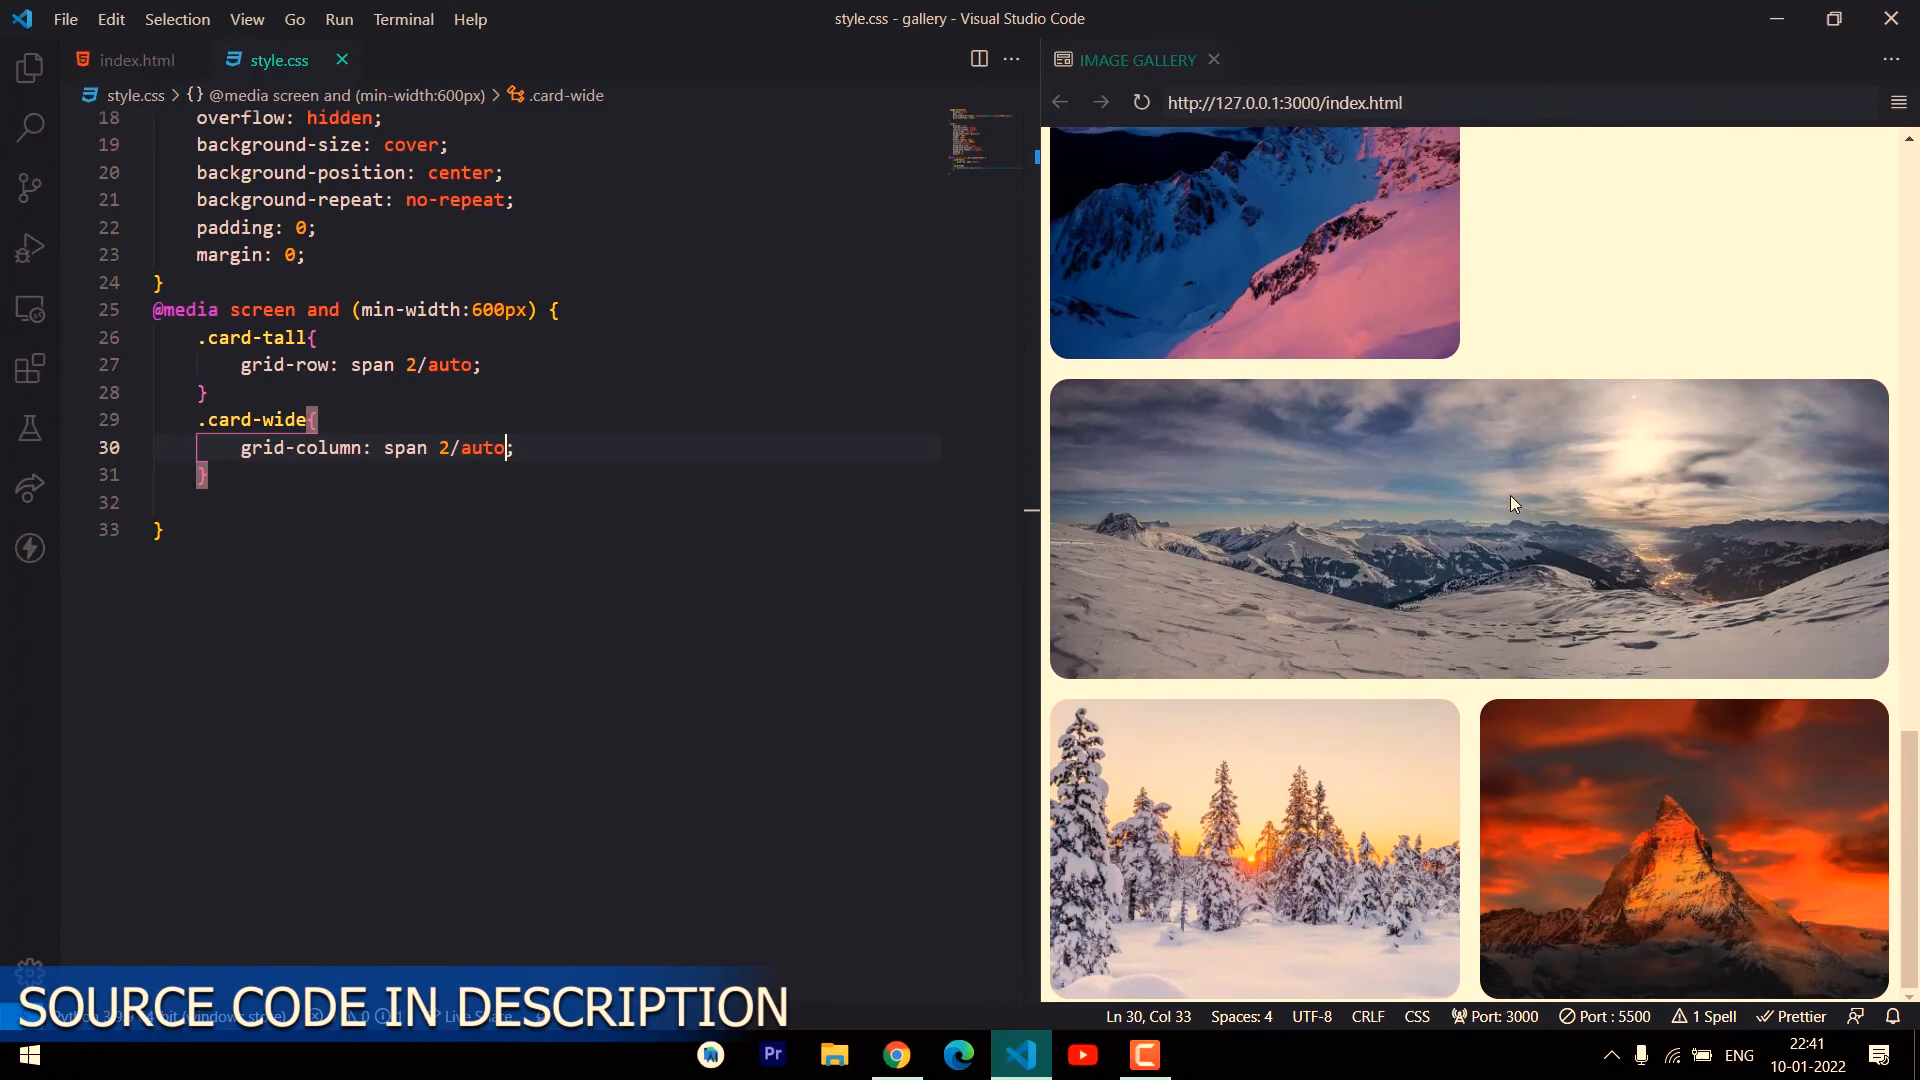 File Edit Selection View Go Run Terminal Help
style.css - gallery - Visual Studio Code
index.html
style.css
style.css > {} @media screen and (min-width:600px) > .card-wide
18 overflow: hidden;
19 background-size: cover;
20 background-position: center;
21 background-repeat: no-repeat;
22 padding: 0;
23 margin: 0;
24 }
25 @media screen and (min-width:600px) {
26 .card-tall{
27 grid-row: span 2/auto;
28 }
29 .card-wide{
30 grid-column: span 2/auto;
31 }
32
33 }
IMAGE GALLERY
http://127.0.0.1:3000/index.html
SOURCE CODE IN DESCRIPTION
Ln 30, Col 33 Spaces: 4 UTF-8 CRLF CSS Port: 3000 Port : 5500 1 Spell Prettier
Pr
ENG
22:41
10-01-2022